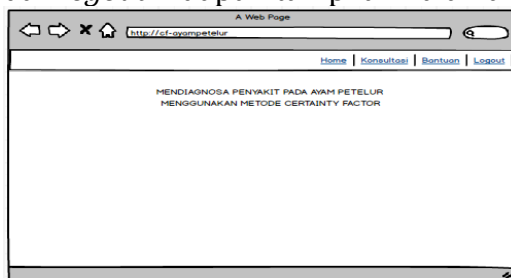 A Web Page
http://cf-ayampetelur
Home | Konsultasi | Bantuan | Logout
MENDIAGNOSA PENYAKIT PADA AYAM PETELUR
MENGGUNAKAN METODE CERTAINTY FACTOR